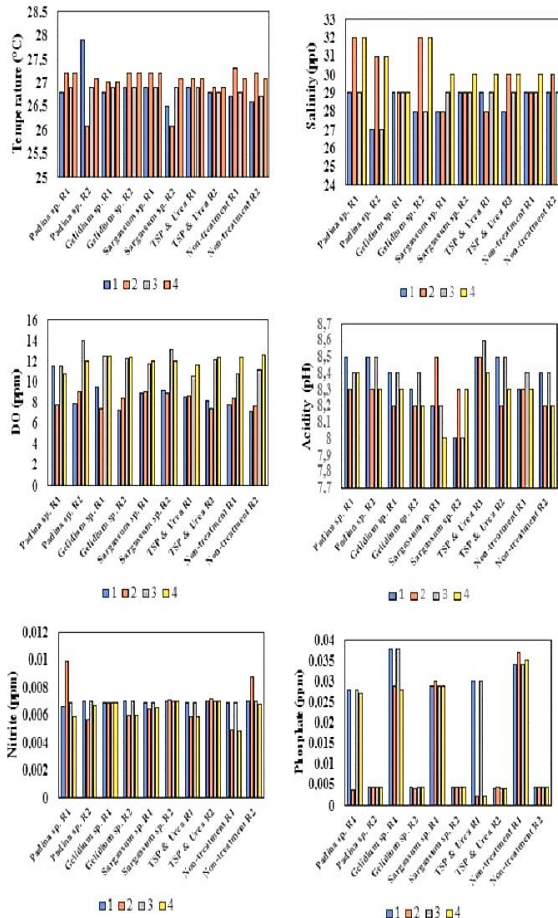 Temperature (°C)
28.5
28
27.5
27
26.5
26
25.5
25
Padina sp. R1
Padina sp. R2
Gelidium sp. R1
Gelidium sp. R2
Sargassum sp. R1
Sargassum sp. R2
TSP & Urea R1
TSP & Urea R2
Non-treatment R1
Non-treatment R2
1 2 3 4
Salinity (ppt)
33
32
31
30
29
28
27
26
25
24
Padina sp. R1
Padina sp. R2
Gelidium sp. R1
Gelidium sp. R2
Sargassum sp. R1
Sargassum sp. R2
TSP & Urea R1
TSP & Urea R2
Non-treatment R1
Non-treatment R2
1 2 3 4
DO (ppm)
16
14
12
10
8
6
4
2
0
Padina sp. R1
Padina sp. R2
Gelidium sp. R1
Gelidium sp. R2
Sargassum sp. R1
Sargassum sp. R2
TSP & Urea R1
TSP & Urea R2
Non-treatment R1
Non-treatment R2
1 2 3 4
Acidity (pH)
8,7
8,6
8,5
8,4
8,3
8,2
8,1
8
7,9
7,8
7,7
Padina sp. R1
Padina sp. R2
Gelidium sp. R1
Gelidium sp. R2
Sargassum sp. R1
Sargassum sp. R2
TSP & Urea R1
TSP & Urea R2
Non-treatment R1
Non-treatment R2
1 2 3 4
Nitrite (ppm)
0,012
0,01
0,008
0,006
0,004
0,002
0
Padina sp. R1
Padina sp. R2
Gelidium sp. R1
Gelidium sp. R2
Sargassum sp. R1
Sargassum sp. R2
TSP & Urea R1
TSP & Urea R2
Non-treatment R1
Non-treatment R2
1 2 3 4
Phosphate (ppm)
0,04
0,035
0,03
0,025
0,02
0,015
0,01
0,005
0
Padina sp. R1
Padina sp. R2
Gelidium sp. R1
Gelidium sp. R2
Sargassum sp. R1
Sargassum sp. R2
TSP & Urea R1
TSP & Urea R2
Non-treatment R1
Non-treatment R2
1 2 3 4